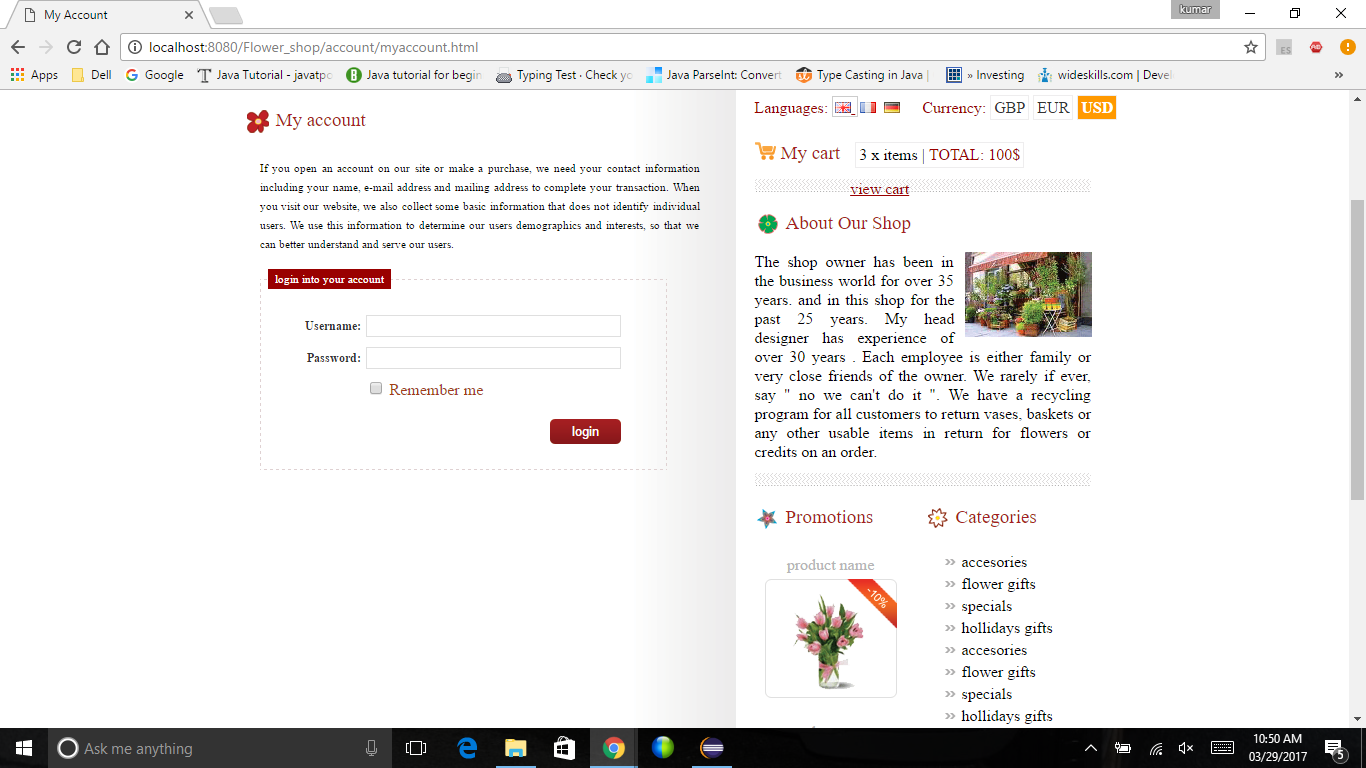 My Account
kumar
localhost:8080/Flower_shop/account/myaccount.html
Apps
Dell
Google
Java Tutorial - javatpo
Java tutorial for begin
Typing Test · Check yo
Java ParseInt: Convert
Type Casting in Java |
» Investing
wideskills.com | Devel
»
My account
If you open an account on our site or make a purchase, we need your contact information
including your name, e-mail address and mailing address to complete your transaction. When
you visit our website, we also collect some basic information that does not identify individual
users. We use this information to determine our users demographics and interests, so that we
can better understand and serve our users.
login into your account
Username:
Password:
Remember me
login
Languages:
Currency: GBP EUR USD
My cart
3 x items | TOTAL: 100$
view cart
About Our Shop
The shop owner has been in
the business world for over 35
years. and in this shop for the
past 25 years. My head
designer has experience of
over 30 years . Each employee is either family or
very close friends of the owner. We rarely if ever,
say " no we can't do it ". We have a recycling
program for all customers to return vases, baskets or
any other usable items in return for flowers or
credits on an order.
Promotions
product name
-10%
Categories
accesories
flower gifts
specials
hollidays gifts
accesories
flower gifts
specials
hollidays gifts
Ask me anything
10:50 AM
03/29/2017
5